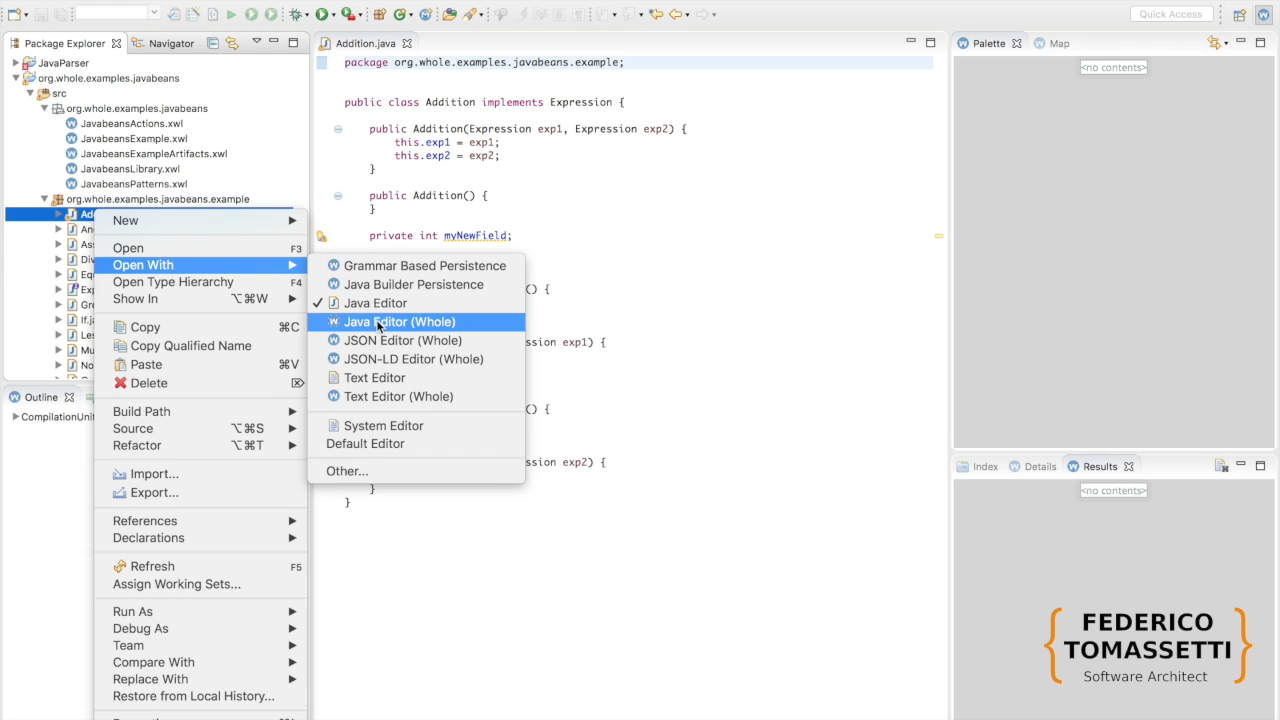 Quick Access
Package Explorer
Navigator
JavaParser
org.whole.examples.javabeans
src
org.whole.examples.javabeans
JavabeansActions.xwl
JavabeansExample.xwl
JavabeansExampleArtifacts.xwl
JavabeansLibrary.xwl
JavabeansPatterns.xwl
org.whole.examples.javabeans.example
If.ja
Outline
CompilationUnit
New
Open F3
Open With
Open Type Hierarchy F4
Show In ⌥⌘W
Copy ⌘C
Copy Qualified Name
Paste ⌘V
Delete ⌦
Build Path
Source ⌥⌘S
Refactor ⌥⌘T
Import...
Export...
References
Declarations
Refresh F5
Assign Working Sets...
Run As
Debug As
Team
Compare With
Replace With
Restore from Local History...
Grammar Based Persistence
Java Builder Persistence
✓ Java Editor
Java Editor (Whole)
JSON Editor (Whole)
JSON-LD Editor (Whole)
Text Editor
Text Editor (Whole)
System Editor
Default Editor
Other...
Addition.java
package org.whole.examples.javabeans.example;
public class Addition implements Expression {
public Addition(Expression exp1, Expression exp2) {
this.exp1 = exp1;
this.exp2 = exp2;
}
public Addition() {
}
private int myNewField;
() {
ssion exp1) {
() {
ssion exp2) {
}
}
Palette
Map
<no contents>
Index
Details
Results
<no contents>
FEDERICO
TOMASSETTI
Software Architect